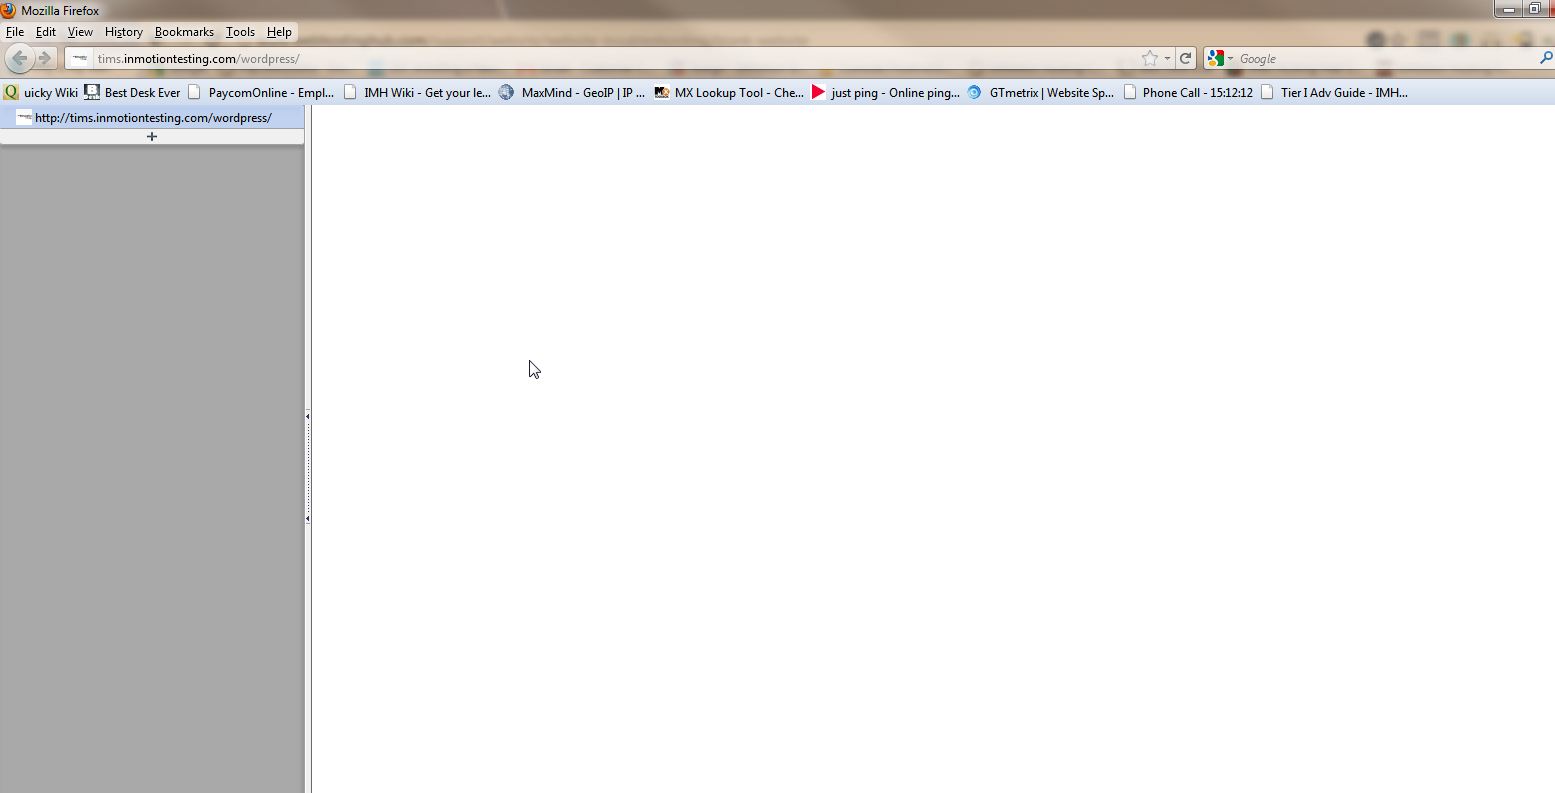 Mozilla Firefox
File Edit View History Bookmarks Tools Help
tims.inmotiontesting.com/wordpress/ Google
uicky Wiki Best Desk Ever PaycomOnline - Empl... IMH Wiki - Get your le... MaxMind - GeoIP | IP ... MX Lookup Tool - Che... just ping - Online ping... GTmetrix | Website Sp... Phone Call - 15:12:12 Tier I Adv Guide - IMH...
http://tims.inmotiontesting.com/wordpress/